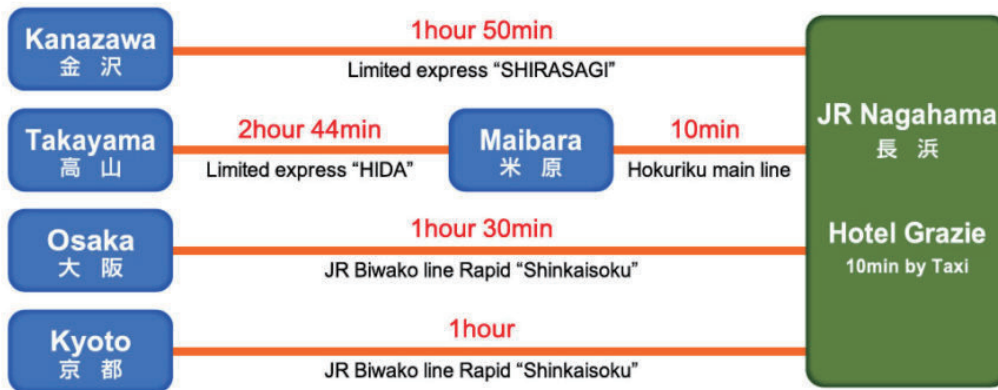 Kanazawa
金 沢
1hour 50min
Limited express “SHIRASAGI”
Takayama
高 山
2hour 44min
Limited express “HIDA”
Maibara
米 原
10min
Hokuriku main line
Osaka
大 阪
1hour 30min
JR Biwako line Rapid “Shinkaisoku”
Kyoto
京 都
1hour
JR Biwako line Rapid “Shinkaisoku”
JR Nagahama
長 浜
Hotel Grazie
10min by Taxi